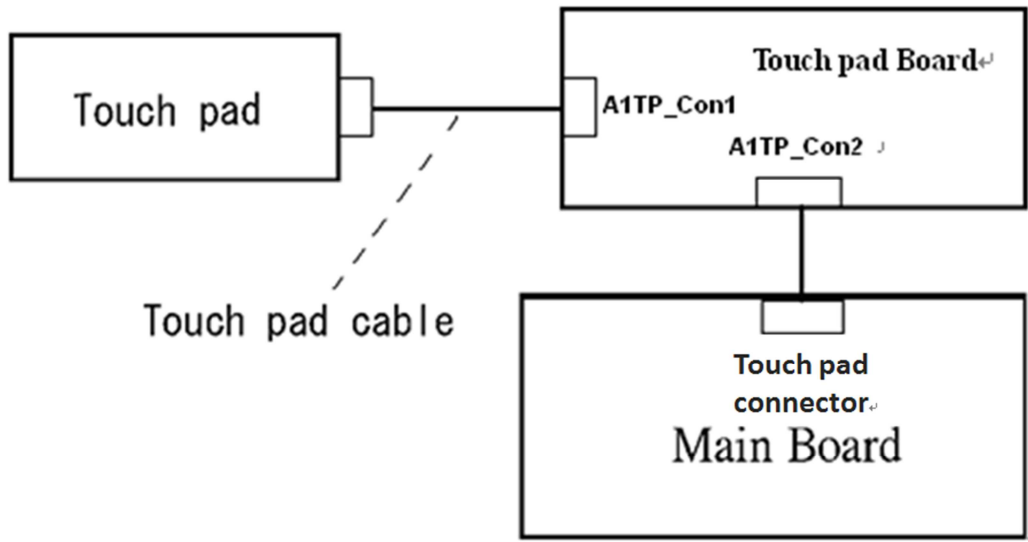 Touch pad Board↵
Touch pad
A1TP_Con1
A1TP_Con2 ↵
Touch pad cable
Touch pad
connector↵
Main Board